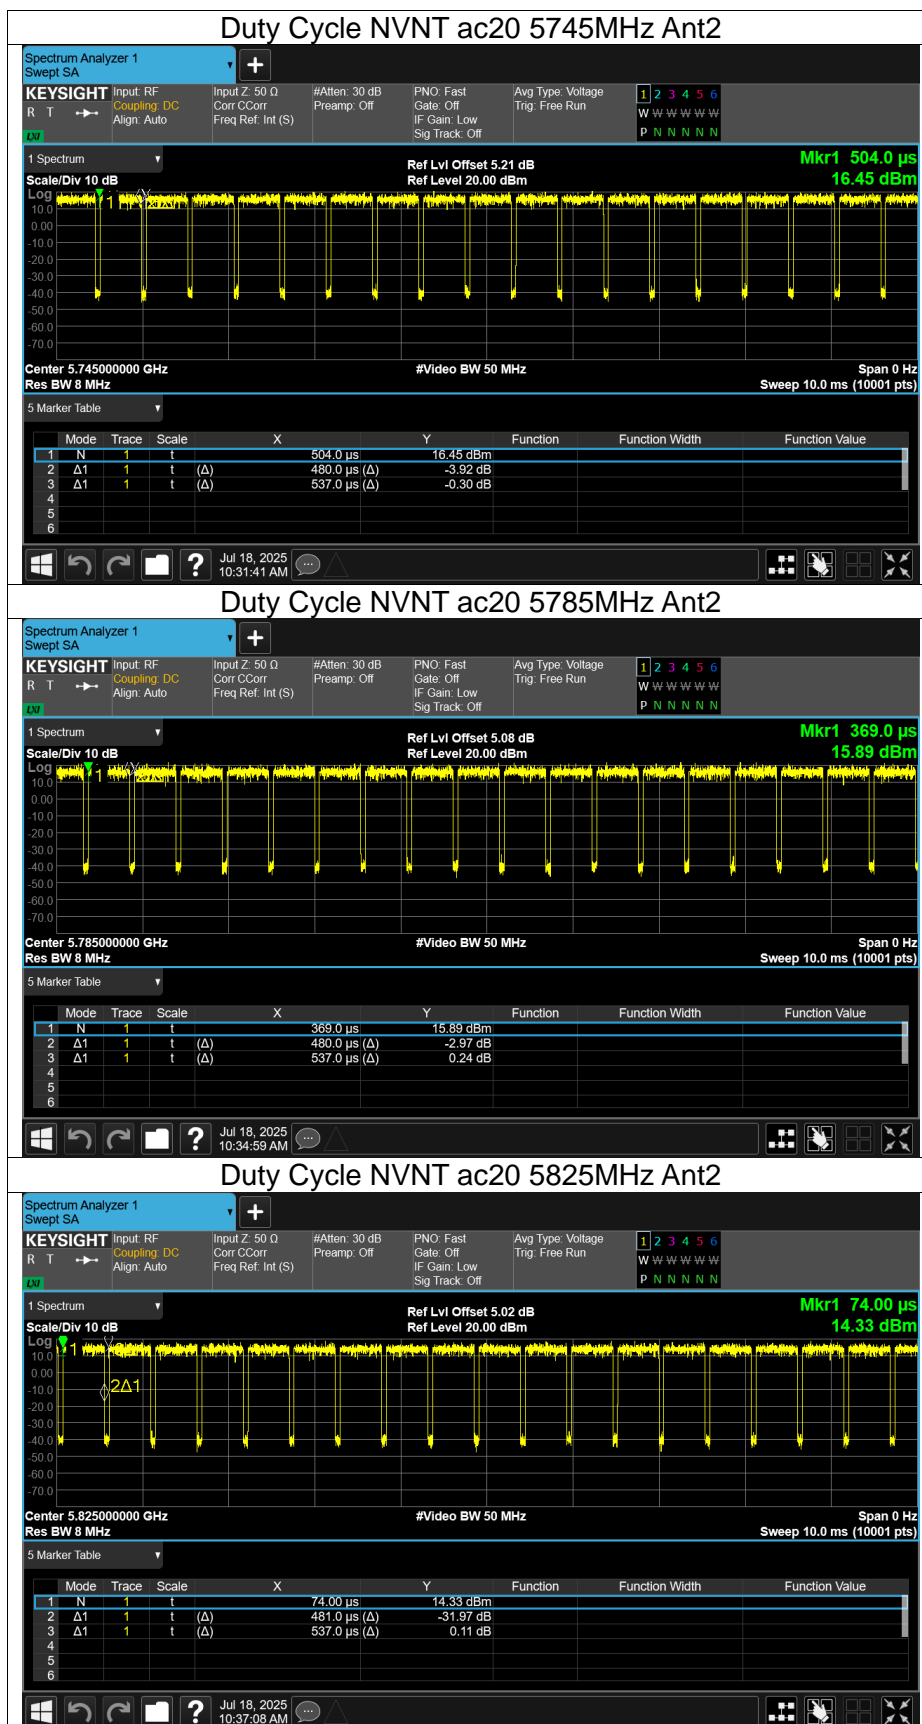 Duty Cycle NVNT ac20 5745MHz Ant2
Spectrum Analyzer 1
Swept SA
KEYSIGHT Input: RF Input Z: 50 Ω #Atten: 30 dB PNO: Fast Avg Type: Voltage 1 2 3 4 5 6
R T Coupling: DC Corr CCorr Preamp: Off Gate: Off Trig: Free Run W W W W W W
Align: Auto Freq Ref: Int (S) IF Gain: Low P N N N N N
LXI Sig Track: Off
1 Spectrum Ref Lvl Offset 5.21 dB Mkr1 504.0 µs
Scale/Div 10 dB Ref Level 20.00 dBm 16.45 dBm
Log
1 2Δ1
10.0
0.00
-10.0
-20.0
-30.0
-40.0
-50.0
-60.0
-70.0
Center 5.745000000 GHz #Video BW 50 MHz Span 0 Hz
Res BW 8 MHz Sweep 10.0 ms (10001 pts)
5 Marker Table
Mode Trace Scale X Y Function Function Width Function Value
1 N 1 t 504.0 µs 16.45 dBm
2 Δ1 1 t (Δ) 480.0 µs (Δ) -3.92 dB
3 Δ1 1 t (Δ) 537.0 µs (Δ) -0.30 dB
4
5
6
? Jul 18, 2025
10:31:41 AM
Duty Cycle NVNT ac20 5785MHz Ant2
Spectrum Analyzer 1
Swept SA
KEYSIGHT Input: RF Input Z: 50 Ω #Atten: 30 dB PNO: Fast Avg Type: Voltage 1 2 3 4 5 6
R T Coupling: DC Corr CCorr Preamp: Off Gate: Off Trig: Free Run W W W W W W
Align: Auto Freq Ref: Int (S) IF Gain: Low P N N N N N
LXI Sig Track: Off
1 Spectrum Ref Lvl Offset 5.08 dB Mkr1 369.0 µs
Scale/Div 10 dB Ref Level 20.00 dBm 15.89 dBm
Log
1 2Δ1
10.0
0.00
-10.0
-20.0
-30.0
-40.0
-50.0
-60.0
-70.0
Center 5.785000000 GHz #Video BW 50 MHz Span 0 Hz
Res BW 8 MHz Sweep 10.0 ms (10001 pts)
5 Marker Table
Mode Trace Scale X Y Function Function Width Function Value
1 N 1 t 369.0 µs 15.89 dBm
2 Δ1 1 t (Δ) 480.0 µs (Δ) -2.97 dB
3 Δ1 1 t (Δ) 537.0 µs (Δ) 0.24 dB
4
5
6
? Jul 18, 2025
10:34:59 AM
Duty Cycle NVNT ac20 5825MHz Ant2
Spectrum Analyzer 1
Swept SA
KEYSIGHT Input: RF Input Z: 50 Ω #Atten: 30 dB PNO: Fast Avg Type: Voltage 1 2 3 4 5 6
R T Coupling: DC Corr CCorr Preamp: Off Gate: Off Trig: Free Run W W W W W W
Align: Auto Freq Ref: Int (S) IF Gain: Low P N N N N N
LXI Sig Track: Off
1 Spectrum Ref Lvl Offset 5.02 dB Mkr1 74.00 µs
Scale/Div 10 dB Ref Level 20.00 dBm 14.33 dBm
Log
1
10.0
0.00
2Δ1
-10.0
-20.0
-30.0
-40.0
-50.0
-60.0
-70.0
Center 5.825000000 GHz #Video BW 50 MHz Span 0 Hz
Res BW 8 MHz Sweep 10.0 ms (10001 pts)
5 Marker Table
Mode Trace Scale X Y Function Function Width Function Value
1 N 1 t 74.00 µs 14.33 dBm
2 Δ1 1 t (Δ) 481.0 µs (Δ) -31.97 dB
3 Δ1 1 t (Δ) 537.0 µs (Δ) 0.11 dB
4
5
6
? Jul 18, 2025
10:37:08 AM